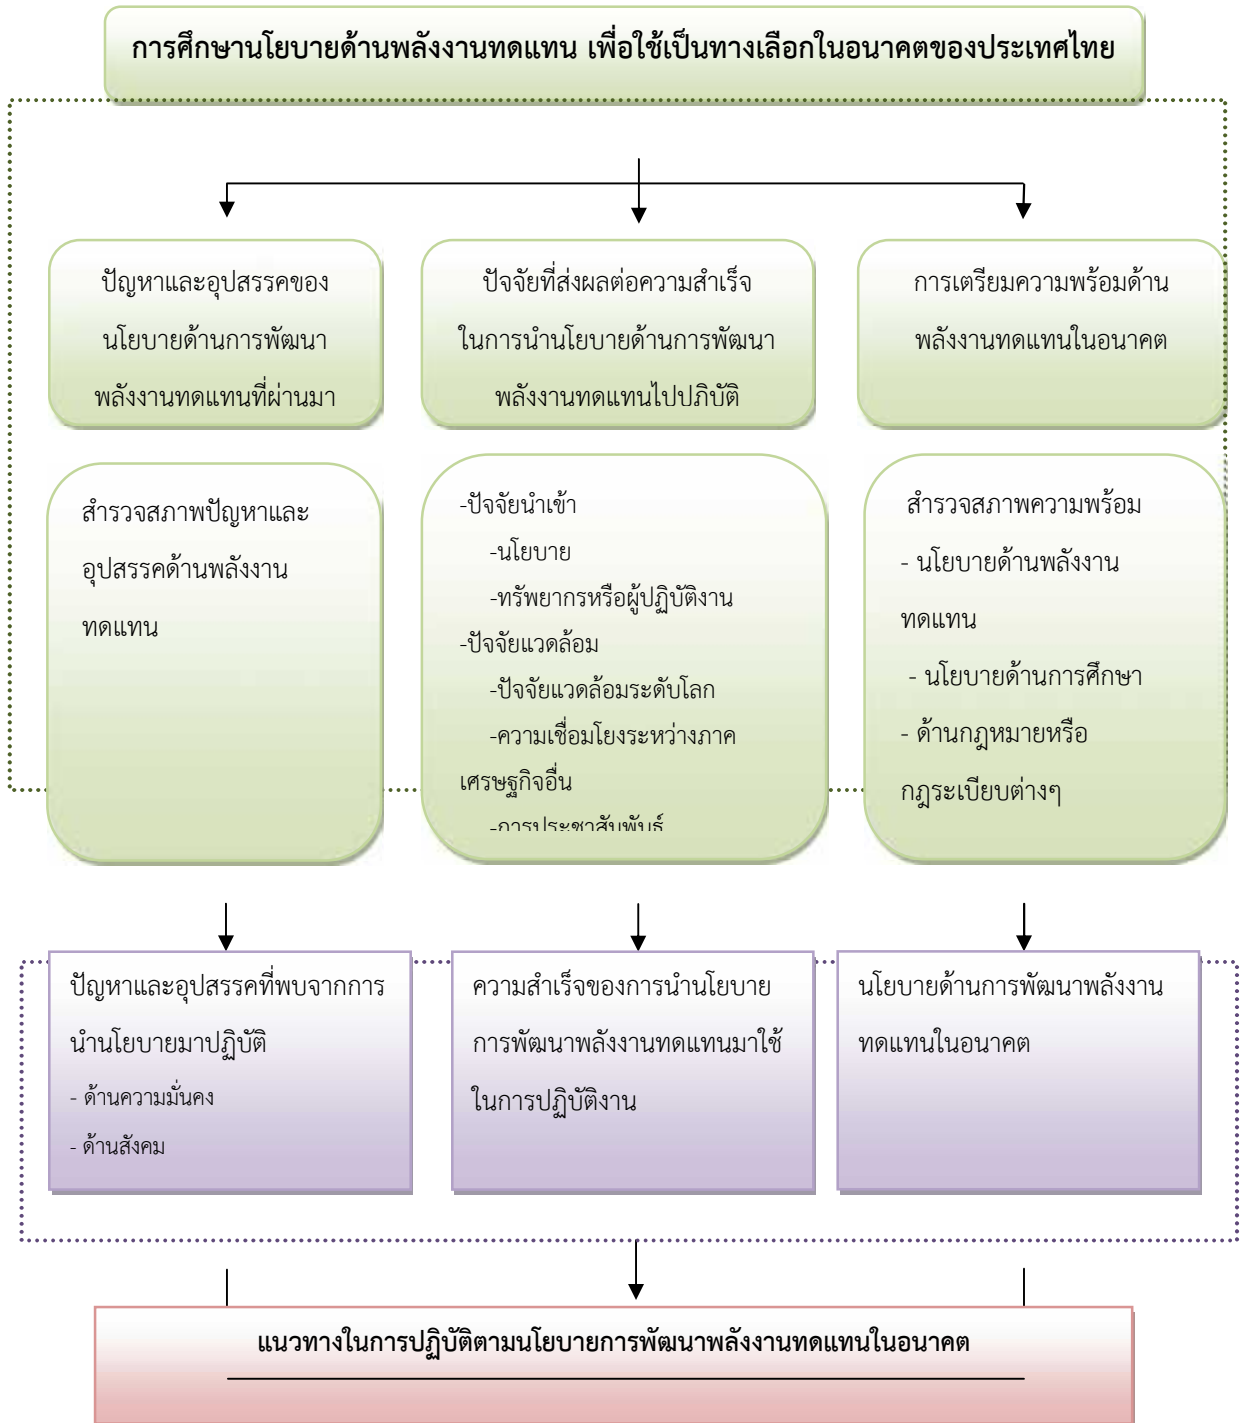 การศึกษานโยบายด้านพลังงานทดแทน เพื่อใช้เป็นทางเลือกในอนาคตของประเทศไทย
ปัญหาและอุปสรรคของ
นโยบายด้านการพัฒนา
พลังงานทดแทนที่ผ่านมา
ปัจจัยที่ส่งผลต่อความสำเร็จ
ในการนำนโยบายด้านการพัฒนา
พลังงานทดแทนไปปฏิบัติ
การเตรียมความพร้อมด้าน
พลังงานทดแทนในอนาคต
สำรวจสภาพปัญหาและ
อุปสรรคด้านพลังงาน
ทดแทน
-ปัจจัยนำเข้า
-นโยบาย
-ทรัพยากรหรือผู้ปฏิบัติงาน
-ปัจจัยแวดล้อม
-ปัจจัยแวดล้อมระดับโลก
-ความเชื่อมโยงระหว่างภาค
เศรษฐกิจอื่น
-การประชาสัมพันธ์
สำรวจสภาพความพร้อม
- นโยบายด้านพลังงาน
ทดแทน
- นโยบายด้านการศึกษา
- ด้านกฎหมายหรือ
กฎระเบียบต่างๆ
ปัญหาและอุปสรรคที่พบจากการ
นำนโยบายมาปฏิบัติ
- ด้านความมั่นคง
- ด้านสังคม
ความสำเร็จของการนำนโยบาย
การพัฒนาพลังงานทดแทนมาใช้
ในการปฏิบัติงาน
นโยบายด้านการพัฒนาพลังงาน
ทดแทนในอนาคต
แนวทางในการปฏิบัติตามนโยบายการพัฒนาพลังงานทดแทนในอนาคต